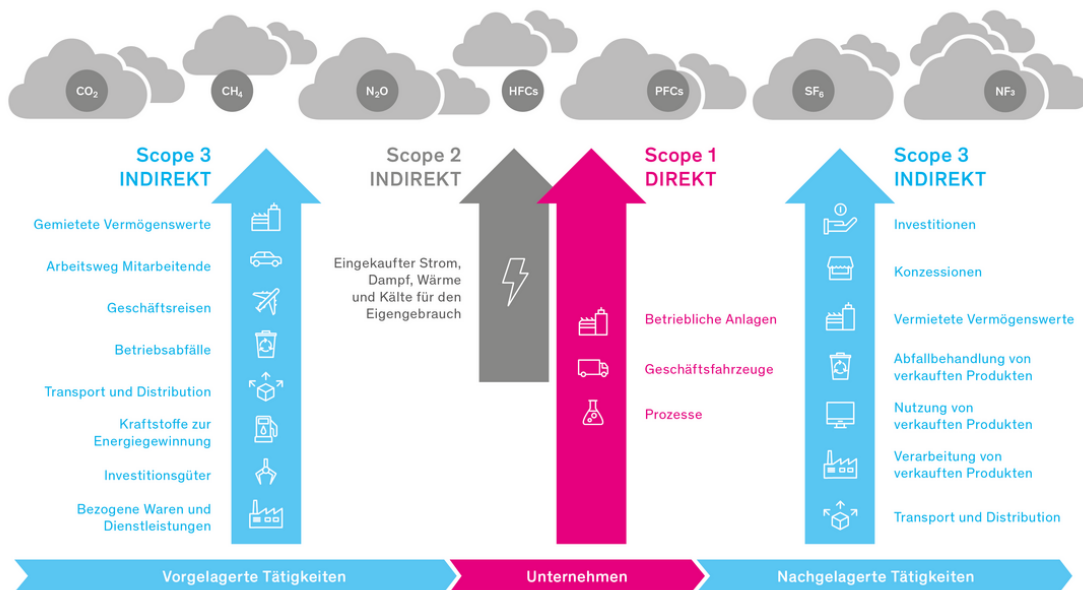 CO₂
CH₄
N₂O
HFCs
PFCs
SF₆
NF₃
Scope 3
INDIREKT
Gemietete Vermögenswerte
Arbeitsweg Mitarbeitende
Geschäftsreisen
Betriebsabfälle
Transport und Distribution
Kraftstoffe zur
Energiegewinnung
Investitionsgüter
Bezogene Waren und
Dienstleistungen
Scope 2
INDIREKT
Eingekaufter Strom,
Dampf, Wärme
und Kälte für den
Eigengebrauch
Scope 1
DIREKT
Betriebliche Anlagen
Geschäftsfahrzeuge
Prozesse
Scope 3
INDIREKT
Investitionen
Konzessionen
Vermietete Vermögenswerte
Abfallbehandlung von
verkauften Produkten
Nutzung von
verkauften Produkten
Verarbeitung von
verkauften Produkten
Transport und Distribution
Vorgelagerte Tätigkeiten
Unternehmen
Nachgelagerte Tätigkeiten